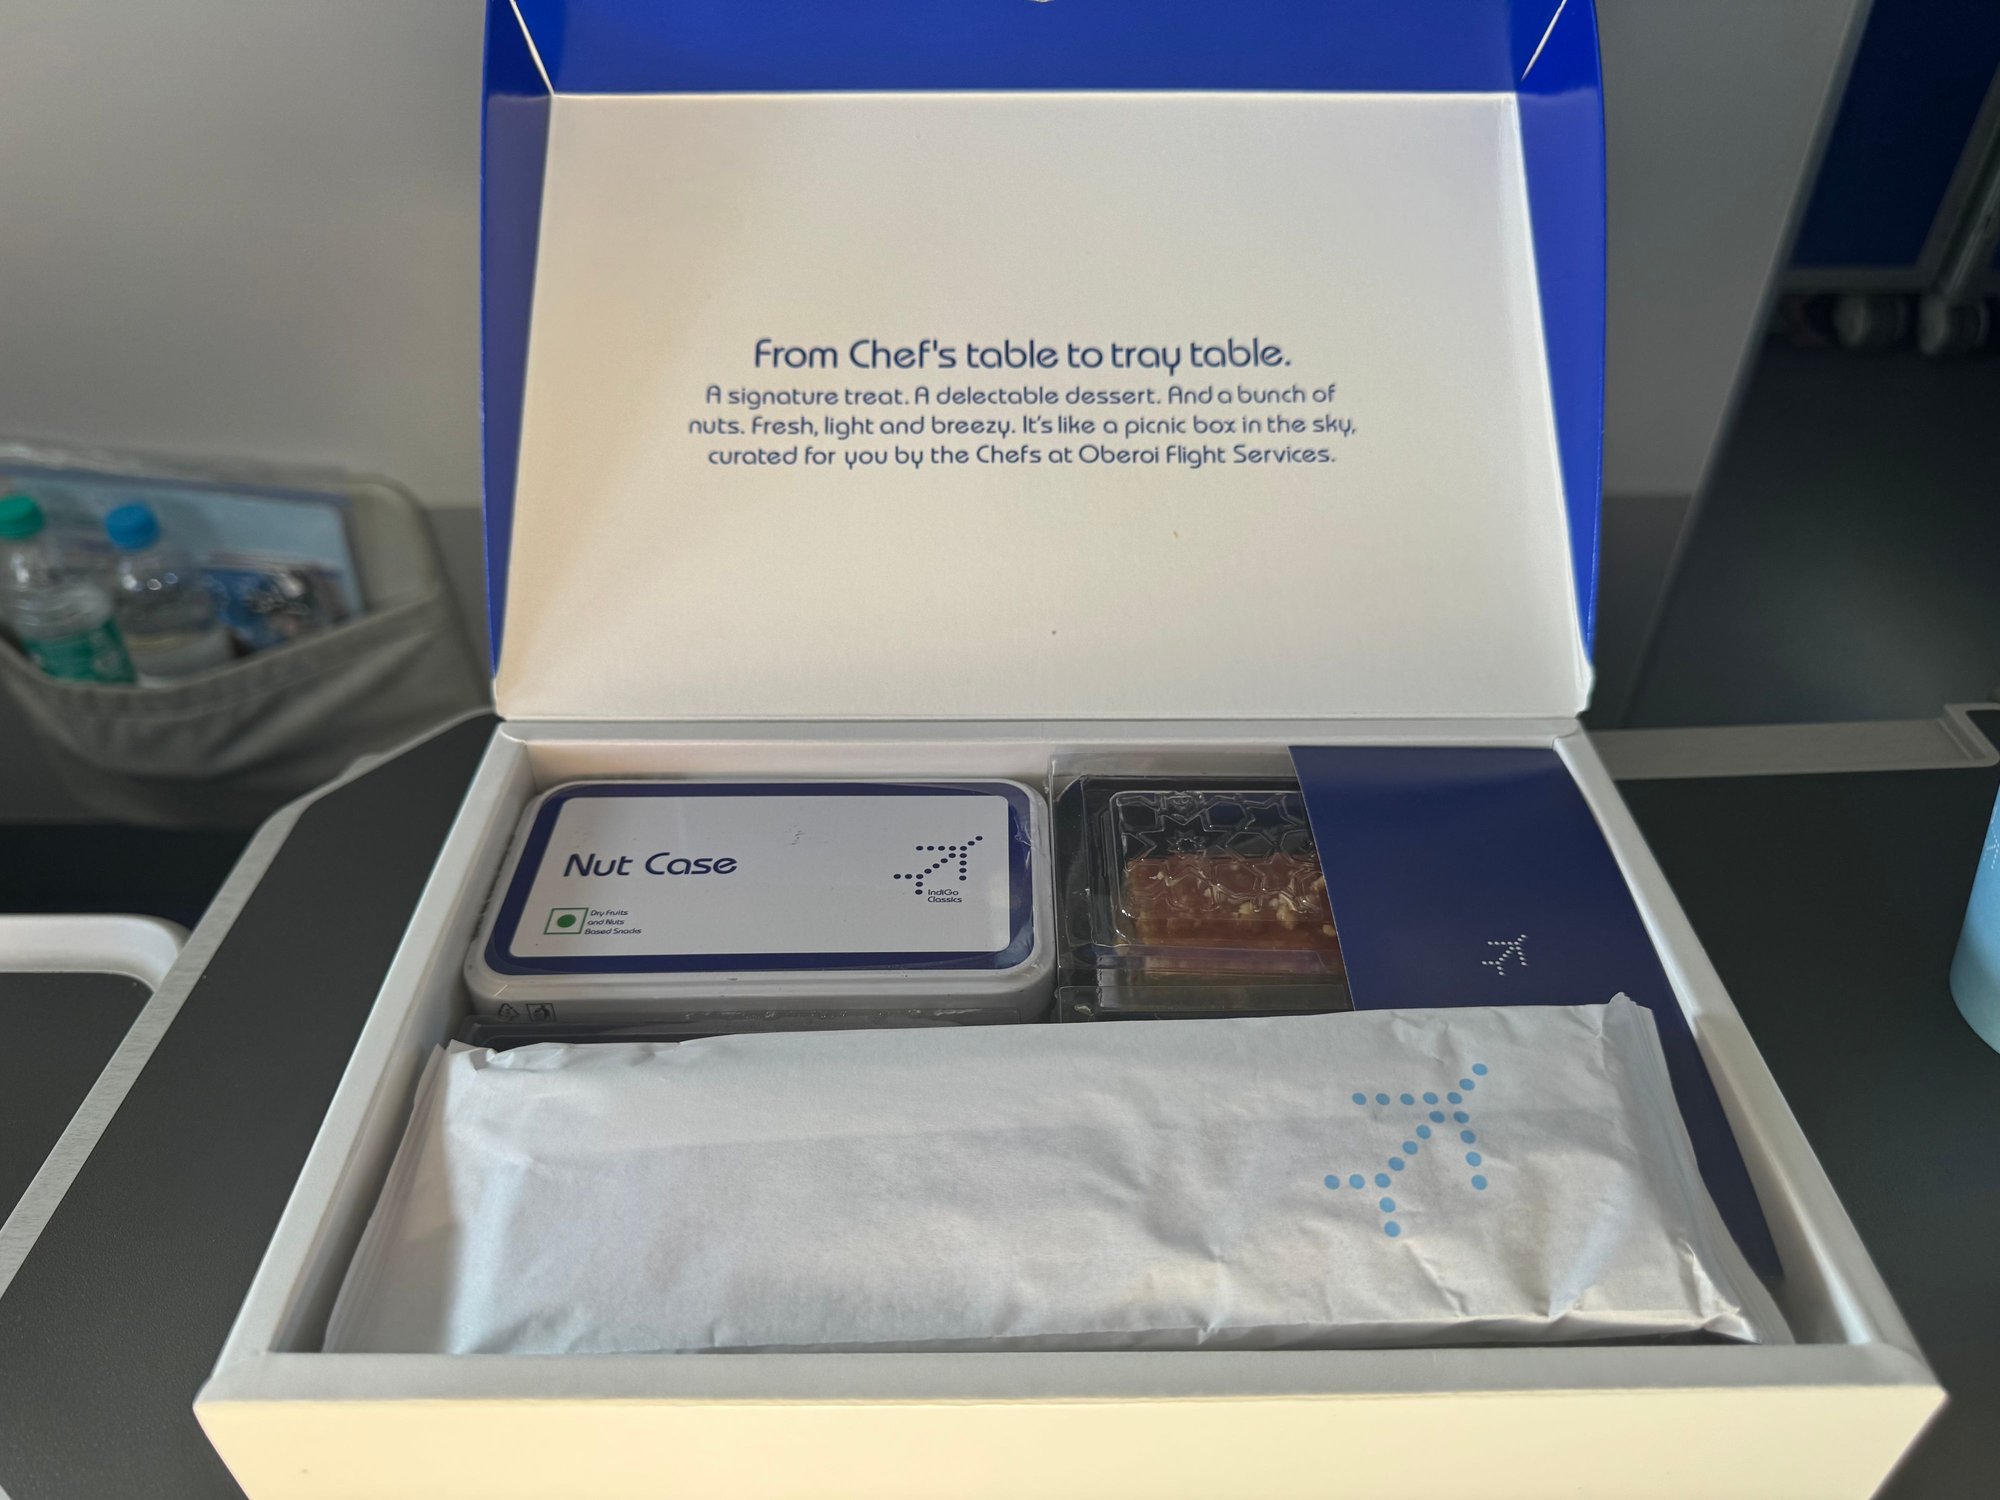 From Chef's table to tray table.
A signature treat. A delectable dessert. And a bunch of
nuts. Fresh, light and breezy. It's like a picnic box in the sky,
curated for you by the Chefs at Oberoi Flight Services.
Nut Case
IndiGo
Classics
Dry Fruits
and Nuts
Based Snacks